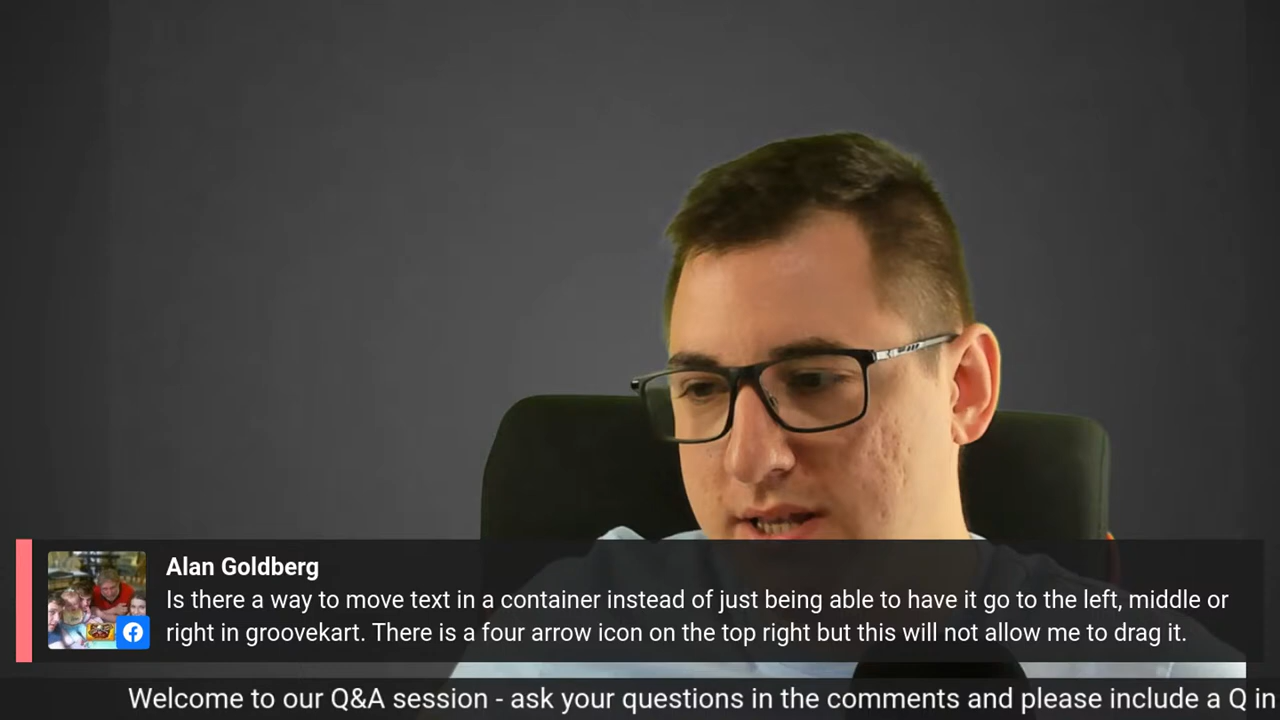 Alan Goldberg
Is there a way to move text in a container instead of just being able to have it go to the left, middle or
right in groovekart. There is a four arrow icon on the top right but this will not allow me to drag it.
Welcome to our Q&A session - ask your questions in the comments and please include a Q in